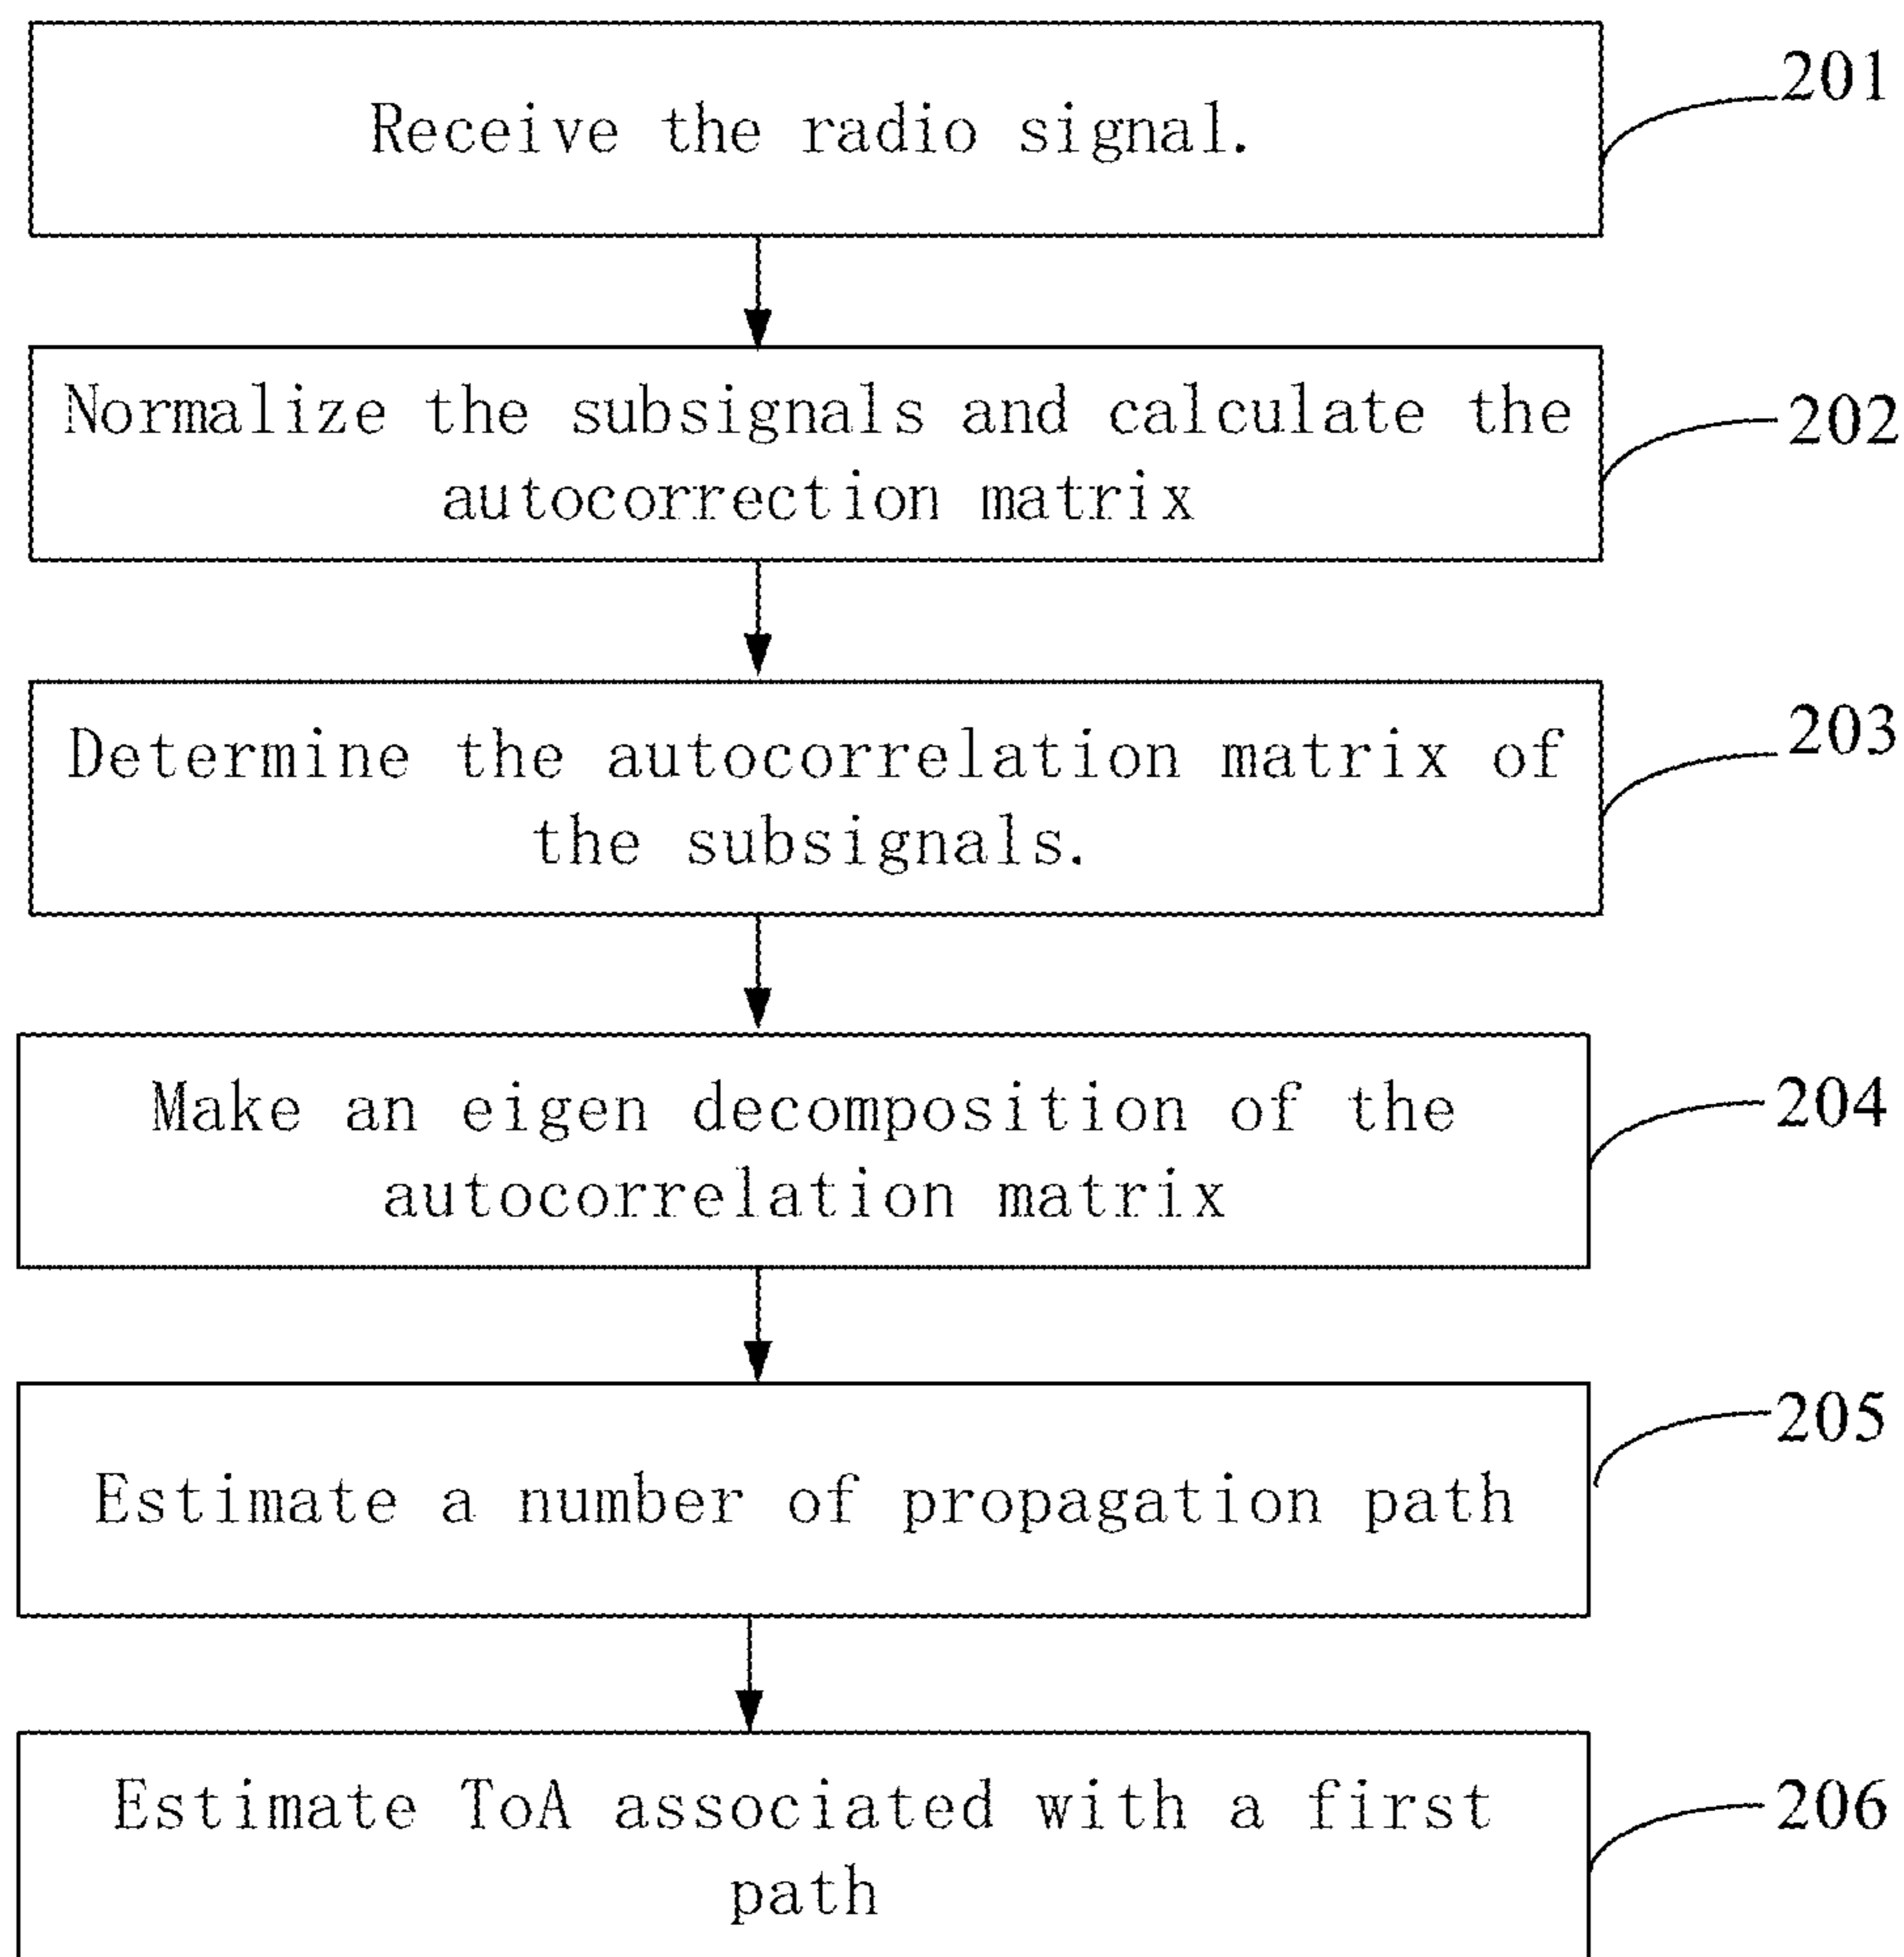 Receive the radio signal.
201
Normalize the subsignals and calculate the
autocorrection matrix
202
Determine the autocorrelation matrix of
the subsignals.
203
Make an eigen decomposition of the
autocorrelation matrix
204
Estimate a number of propagation path
205
Estimate ToA associated with a first
path
206